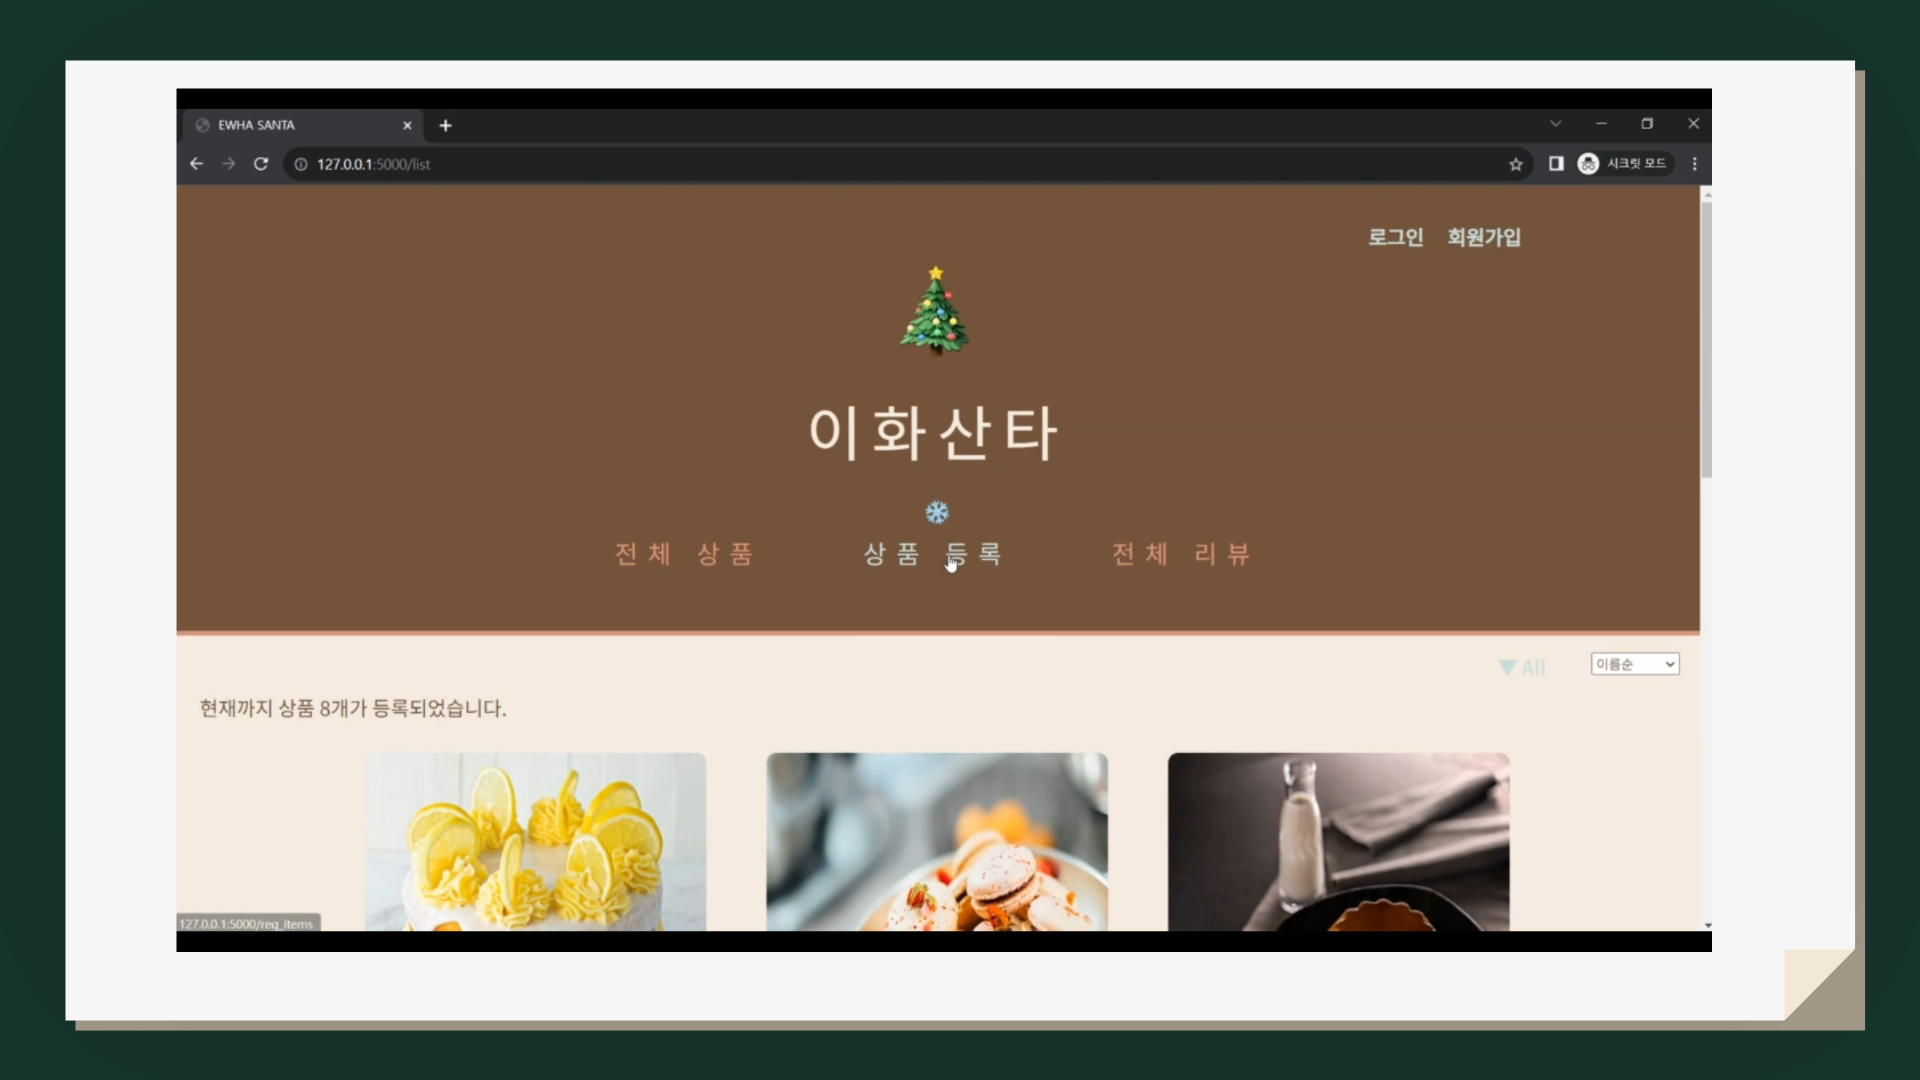 EWHA SANTA
127.0.0.1:5000/list
시크릿 모드
로그인 회원가입
이화산타
전체 상품 상품 등록 전체 리뷰
▼ All 이름순
현재까지 상품 8개가 등록되었습니다.
127.0.0.1:5000/reg_items